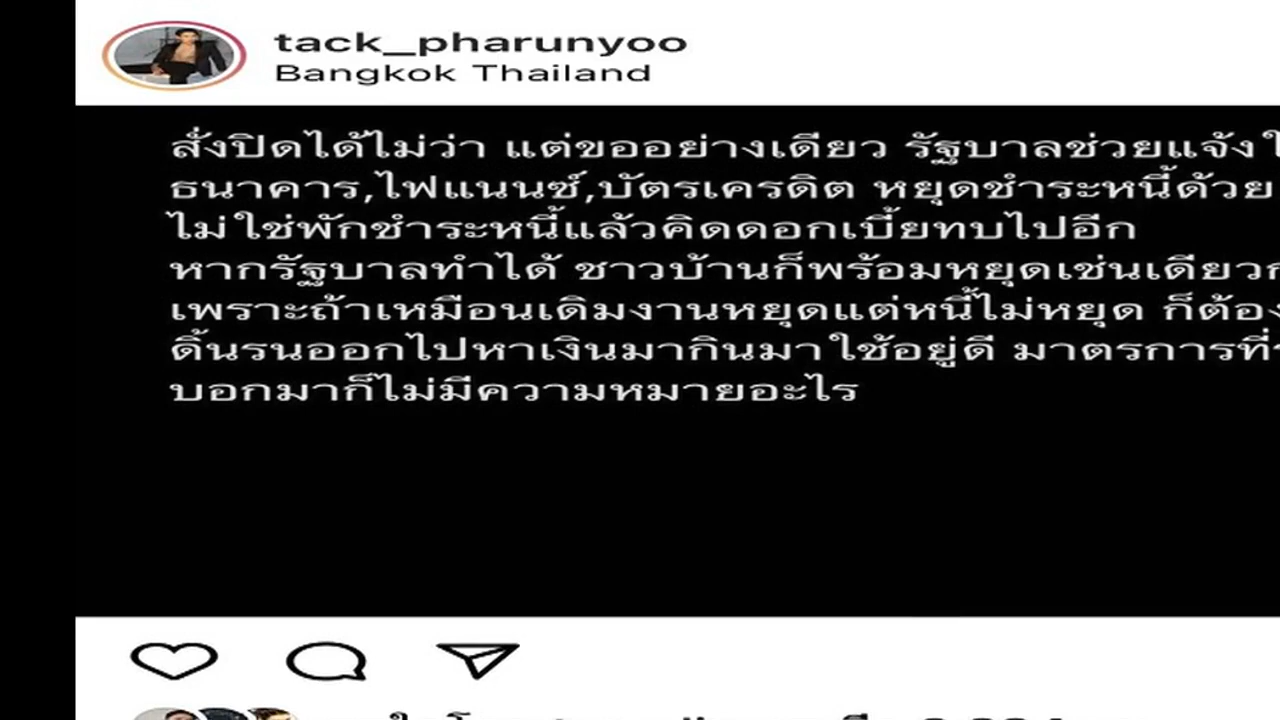 tack_pharunyoo
Bangkok Thailand
สั่งปิดได้ไม่ว่า แต่ขออย่างเดียว รัฐบาลช่วยแจ้ง
ธนาคาร,ไฟแนนซ์,บัตรเครดิต หยุดชำระหนี้ด้วย
ไม่ใช่พักชำระหนี้แล้วคิดดอกเบี้ยทบไปอีก
หากรัฐบาลทำได้ ชาวบ้านก็พร้อมหยุดเช่นเดียว
เพราะถ้าเหมือนเดิมงานหยุดแต่หนี้ไม่หยุด ก็ต้อง
ดิ้นรนออกไปหาเงินมากินมาใช้อยู่ดี มาตรการที่
บอกมาก็ไม่มีความหมายอะไร